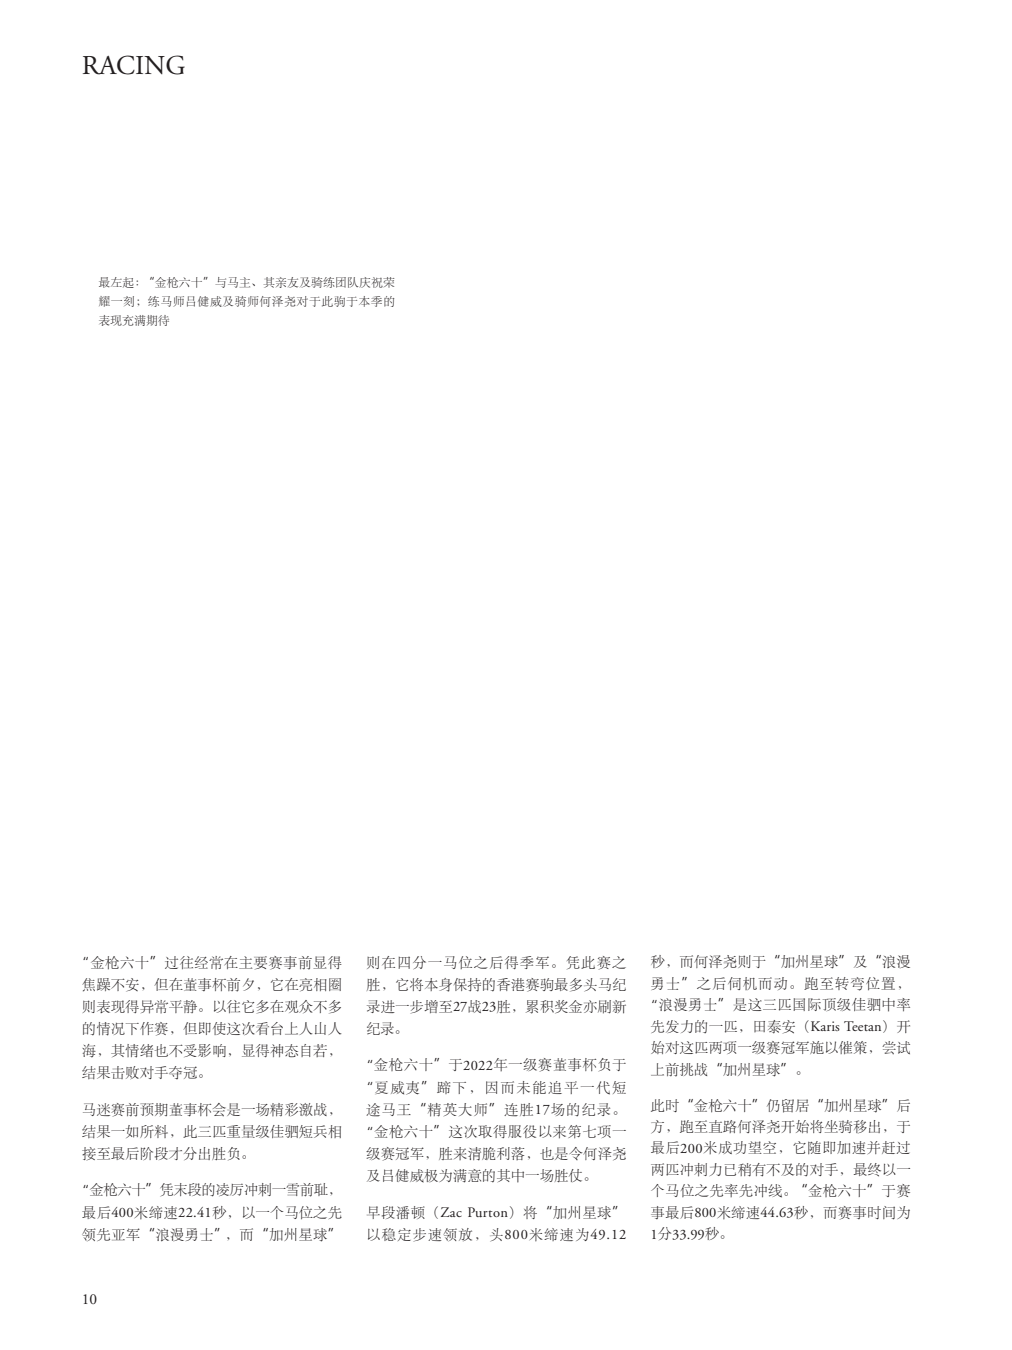 RACING
最左起：“金枪六十”与马主、其亲友及骑练团队庆祝荣
耀一刻；练马师吕健威及骑师何泽尧对于此驹于本季的
表现充满期待
“金枪六十”过往经常在主要赛事前显得
焦躁不安，但在董事杯前夕，它在亮相圈
则表现得异常平静。以往它多在观众不多
的情况下作赛，但即使这次看台上人山人
海，其情绪也不受影响，显得神态自若，
结果击败对手夺冠。
马迷赛前预期董事杯会是一场精彩激战，
结果一如所料，此三匹重量级佳驷短兵相
接至最后阶段才分出胜负。
“金枪六十”凭末段的凌厉冲刺一雪前耻，
最后400米缔速22.41秒，以一个马位之先
领先亚军“浪漫勇士”，而“加州星球”
则在四分一马位之后得季军。凭此赛之
胜，它将本身保持的香港赛驹最多头马纪
录进一步增至27战23胜，累积奖金亦刷新
纪录。
“金枪六十”于2022年一级赛董事杯负于
“夏威夷”蹄下，因而未能追平一代短
途马王“精英大师”连胜17场的纪录。
“金枪六十”这次取得服役以来第七项一
级赛冠军，胜来清脆利落，也是令何泽尧
及吕健威极为满意的其中一场胜仗。
早段潘顿（Zac Purton）将“加州星球”
以稳定步速领放，头800米缔速为49.12
秒，而何泽尧则于“加州星球”及“浪漫
勇士”之后伺机而动。跑至转弯位置，
“浪漫勇士”是这三匹国际顶级佳驷中率
先发力的一匹，田泰安（Karis Teetan）开
始对这匹两项一级赛冠军施以催策，尝试
上前挑战“加州星球”。
此时“金枪六十”仍留居“加州星球”后
方，跑至直路何泽尧开始将坐骑移出，于
最后200米成功望空，它随即加速并赶过
两匹冲刺力已稍有不及的对手，最终以一
个马位之先率先冲线。“金枪六十”于赛
事最后800米缔速44.63秒，而赛事时间为
1分33.99秒。
10